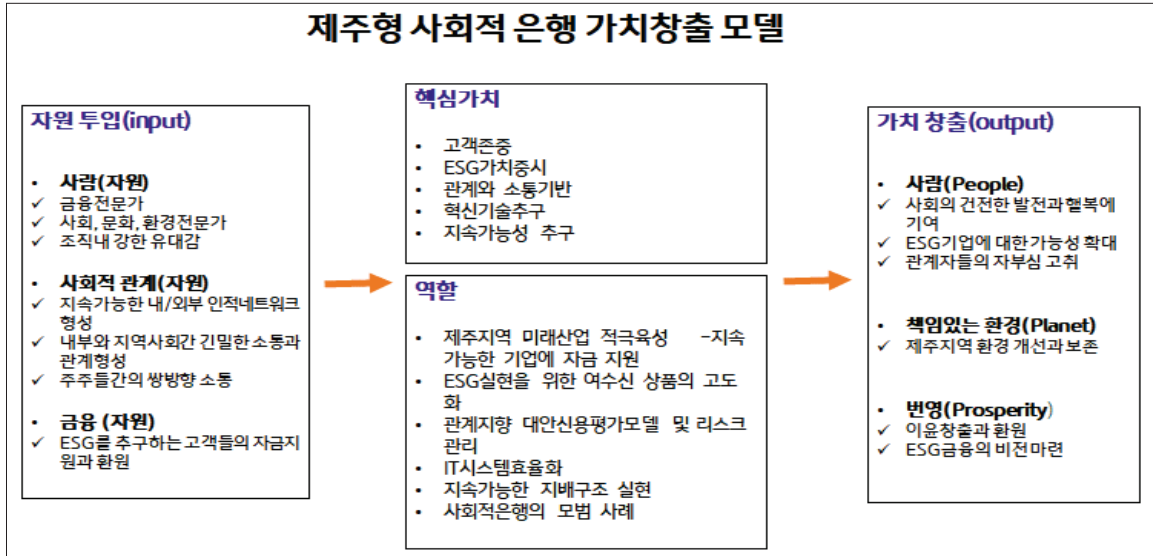 제주형 사회적 은행 가치창출 모델
자원 투입(input)
• 사람(자원)
✓ 금융전문가
✓ 사회, 문화, 환경전문가
✓ 조직내 강한 유대감
• 사회적 관계(자원)
✓ 지속가능한 내/외부 인적네트워크
형성
✓ 내부와 지역사회간 긴밀한 소통과
관계형성
✓ 주주들간의 쌍방향 소통
• 금융 (자원)
✓ ESG를 추구하는 고객들의 자금지
원과 환원
핵심가치
• 고객존중
• ESG가치중시
• 관계와 소통기반
• 혁신기술추구
• 지속가능성 추구
역할
• 제주지역 미래산업 적극육성 -지속
가능한 기업에 자금 지원
• ESG실현을 위한 여수신 상품의 고도
화
• 관계지향 대안신용평가모델 및 리스크
관리
• IT시스템효율화
• 지속가능한 지배구조 실현
• 사회적은행의 모범 사례
가치 창출(output)
• 사람(People)
✓ 사회의 건전한 발전과 행복에
기여
✓ ESG기업에 대한 가능성 확대
✓ 관계자들의 자부심 고취
• 책임있는 환경(Planet)
✓ 제주지역 환경 개선과 보존
• 번영(Prosperity)
✓ 이윤창출과 환원
✓ ESG금융의 비전마련